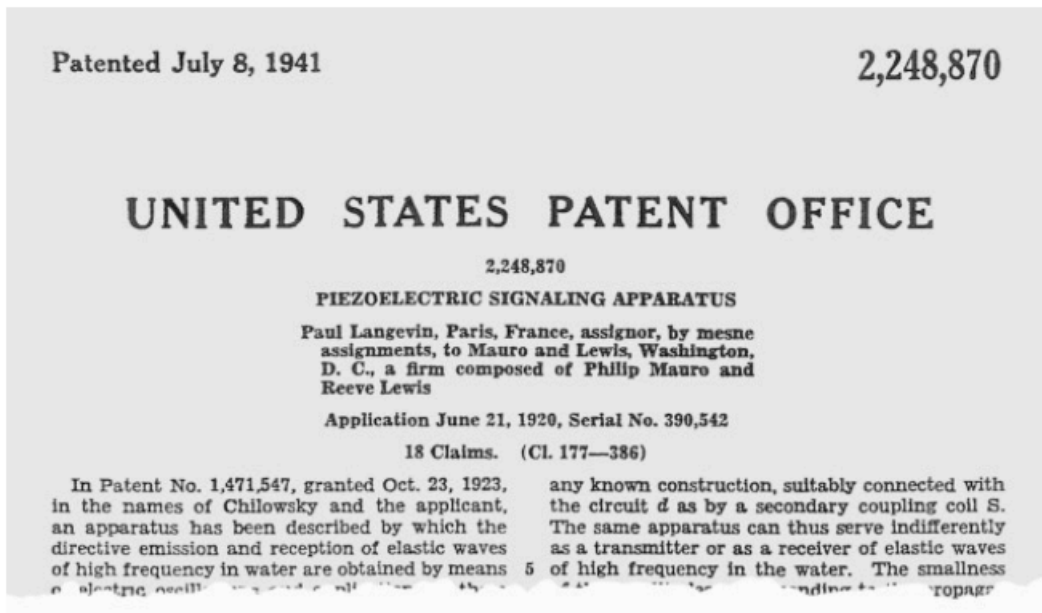 Patented July 8, 1941
2,248,870
UNITED STATES PATENT OFFICE
2,248,870
PIEZOELECTRIC SIGNALING APPARATUS
Paul Langevin, Paris, France, assignor, by mesne
assignments, to Mauro and Lewis, Washington,
D. C., a firm composed of Philip Mauro and
Reeve Lewis
Application June 21, 1920, Serial No. 390,542
18 Claims. (Cl. 177—386)
In Patent No. 1,471,547, granted Oct. 23, 1923,
in the names of Chilowsky and the applicant,
an apparatus has been described by which the
directive emission and reception of elastic waves
of high frequency in water are obtained by means
any known construction, suitably connected with
the circuit d as by a secondary coupling coil S.
The same apparatus can thus serve indifferently
as a transmitter or as a receiver of elastic waves
5 of high frequency in the water. The smallness